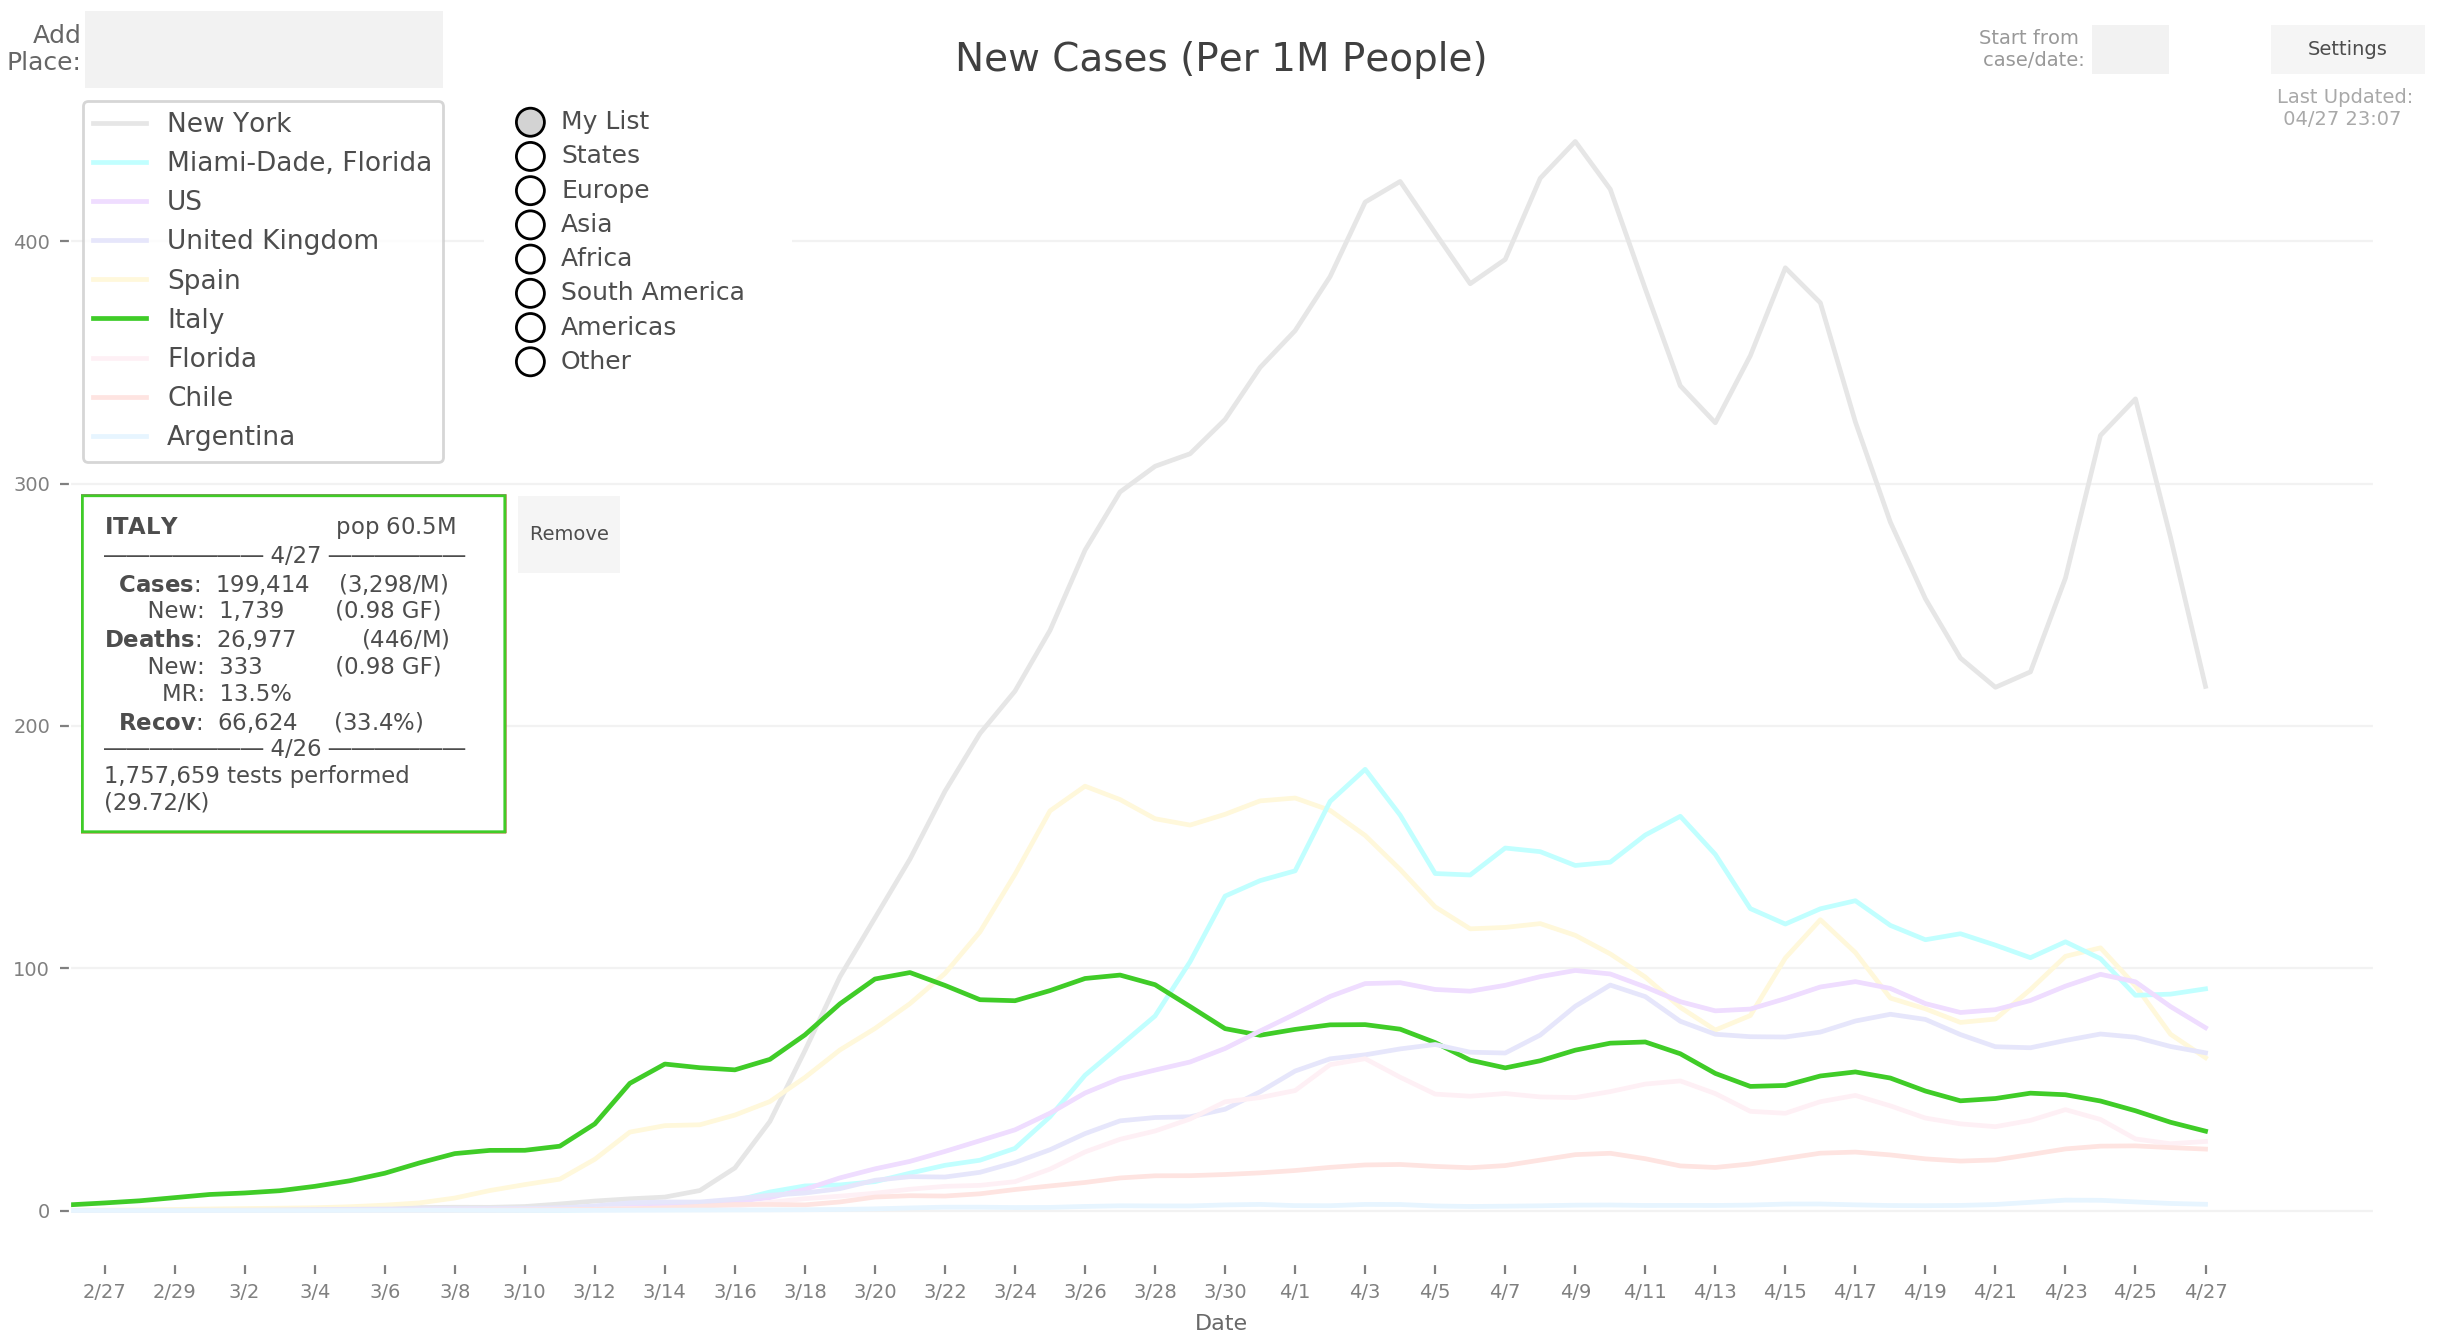 Add
Place:
New Cases (Per 1M People)
Start from
case/date:
Settings
Last Updated:
04/27 23:07
New York
Miami-Dade, Florida
US
United Kingdom
Spain
Italy
Florida
Chile
Argentina
My List
States
Europe
Asia
Africa
South America
Americas
Other
400
300
200
100
0
ITALY pop 60.5M
——————— 4/27 ——————
Cases: 199,414 (3,298/M)
New: 1,739 (0.98 GF)
Deaths: 26,977 (446/M)
New: 333 (0.98 GF)
MR: 13.5%
Recov: 66,624 (33.4%)
——————— 4/26 ——————
1,757,659 tests performed
(29.72/K)
Remove
2/27 2/29 3/2 3/4 3/6 3/8 3/10 3/12 3/14 3/16 3/18 3/20 3/22 3/24 3/26 3/28 3/30 4/1 4/3 4/5 4/7 4/9 4/11 4/13 4/15 4/17 4/19 4/21 4/23 4/25 4/27
Date